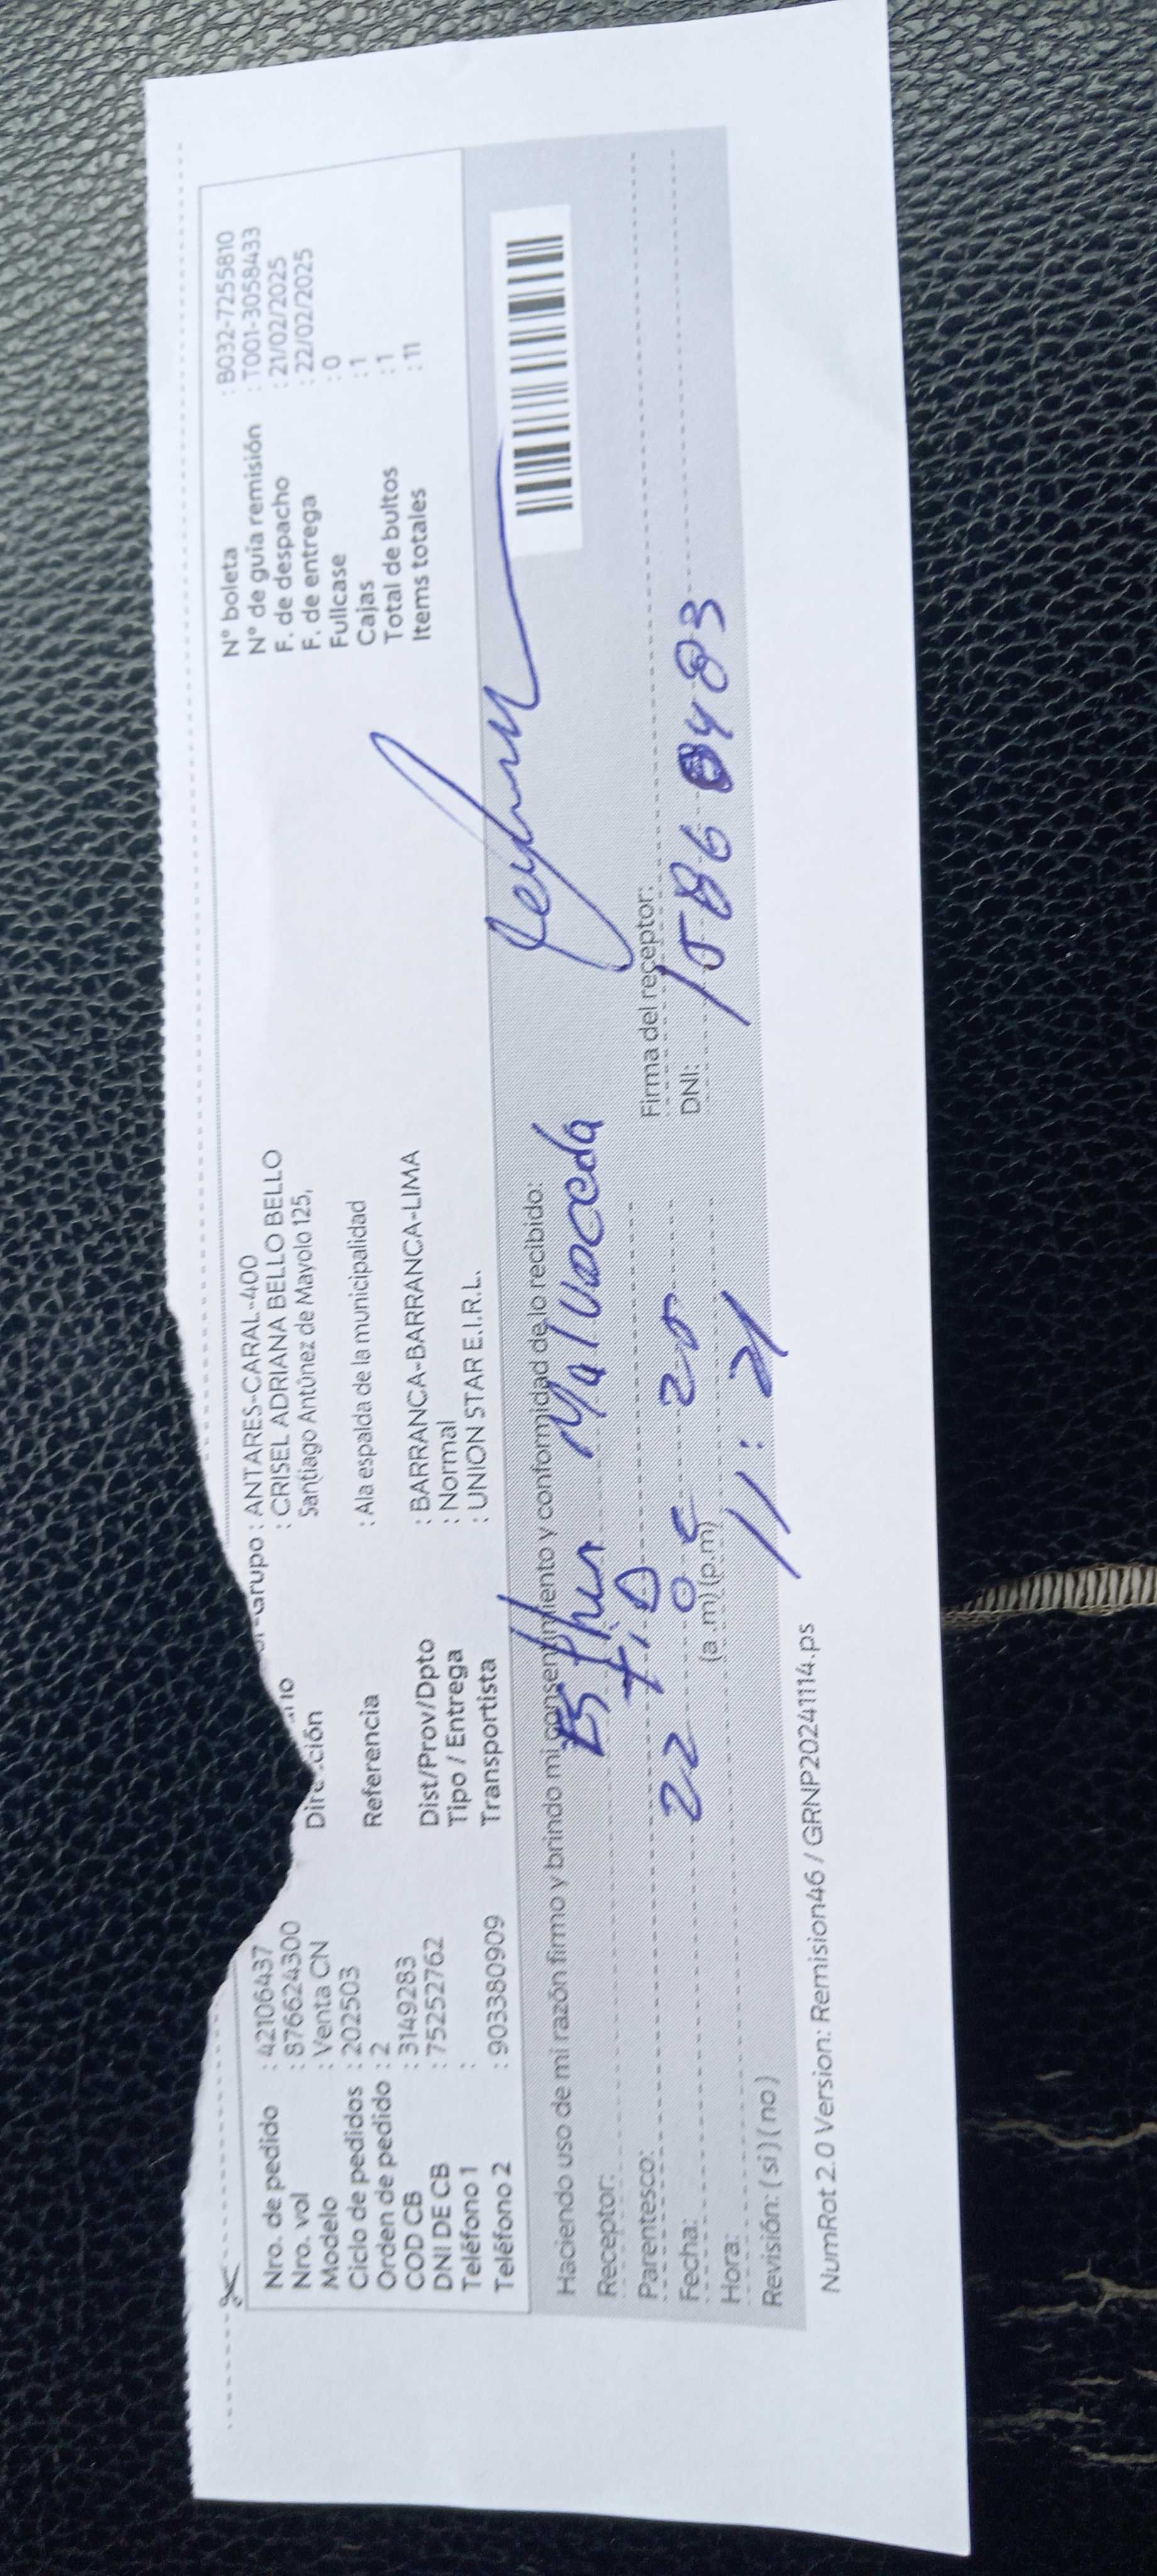 Nro. de pedido : 42106437
Nro. vol : 876624300
Modelo : Venta CN
Ciclo de pedidos : 202503
Orden de pedido : 2
COD CB : 3149283
DNI DE CB : 75252762
Teléfono 1 :
Teléfono 2 : 903380909
Grupo : ANTARES-CARAL-400
: CRISEL ADRIANA BELLO BELLO
Dirección Santiago Antúnez de Mayolo 125,
Referencia : Ala espalda de la municipalidad
Dist/Prov/Dpto : BARRANCA-BARRANCA-LIMA
Tipo / Entrega : Normal
Transportista : UNION STAR E.I.R.L.
N° boleta : B032-7255810
N° de guía remisión : T001-3058433
F. de despacho : 21/02/2025
F. de entrega : 22/02/2025
Fullcase : 0
Cajas : 1
Total de bultos : 1
Items totales : 11
Haciendo uso de mi razón firmo y brindo mi consentimiento y conformidad de lo recibido:
Receptor:
Parentesco:
Fecha: 22 02 25
Hora: (a.m)(p.m) 11:21
Revisión: ( si ) ( no )
Firma del receptor:
DNI:
NumRot 2.0 Version: Remision46 / GRNP20241114.ps